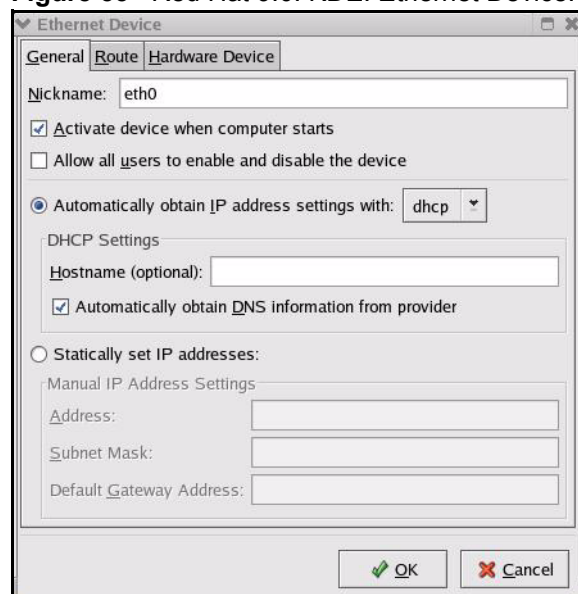 Ethernet Device
General Route Hardware Device
Nickname: eth0
Activate device when computer starts
Allow all users to enable and disable the device
Automatically obtain IP address settings with: dhcp
DHCP Settings
Hostname (optional):
Automatically obtain DNS information from provider
Statically set IP addresses:
Manual IP Address Settings
Address:
Subnet Mask:
Default Gateway Address:
OK Cancel